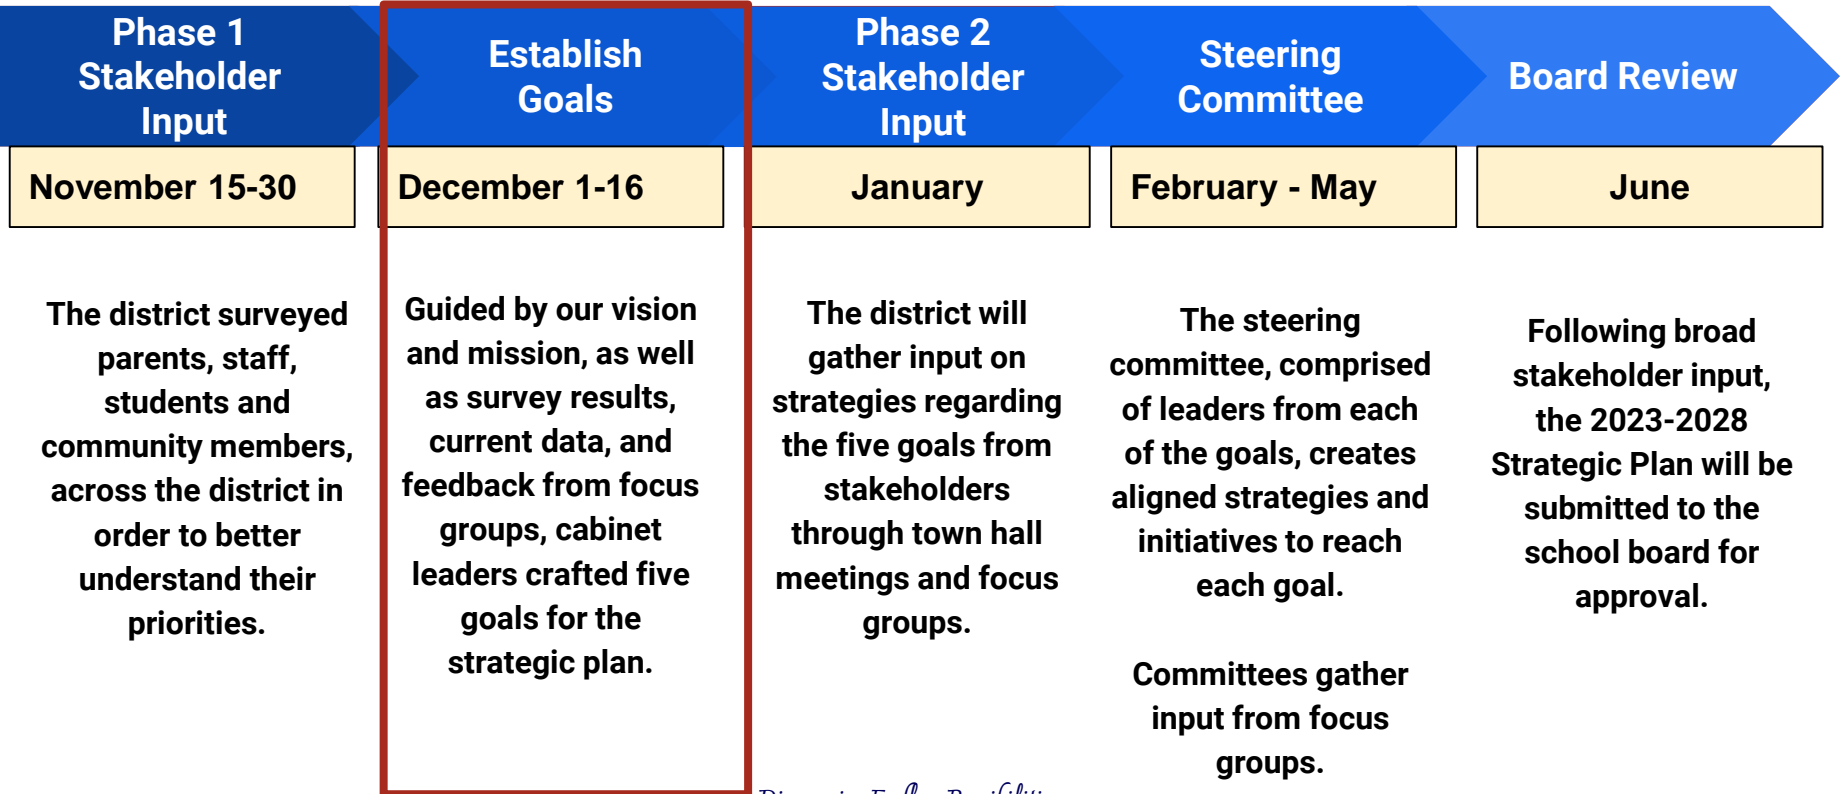 Phase 1
Stakeholder
Input
Establish
Goals
Phase 2
Stakeholder
Input
Steering
Committee
Board Review
November 15-30
December 1-16
January
February - May
June
The district surveyed
parents, staff,
students and
community members,
across the district in
order to better
understand their
priorities.
Guided by our vision
and mission, as well
as survey results,
current data, and
feedback from focus
groups, cabinet
leaders crafted five
goals for the
strategic plan.
The district will
gather input on
strategies regarding
the five goals from
stakeholders
through town hall
meetings and focus
groups.
The steering
committee, comprised
of leaders from each
of the goals, creates
aligned strategies and
initiatives to reach
each goal.
Committees gather
input from focus
groups.
Following broad
stakeholder input,
the 2023-2028
Strategic Plan will be
submitted to the
school board for
approval.